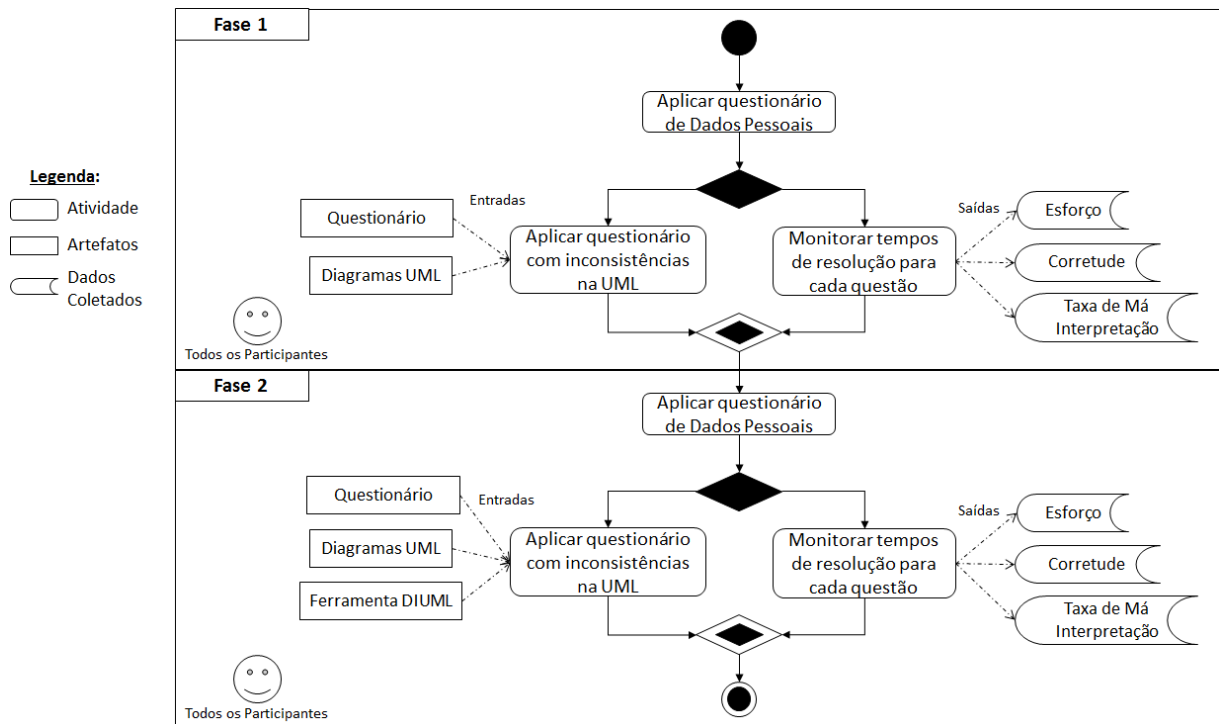 Fase 1
Aplicar questionário
de Dados Pessoais
Legenda:
Atividade
Artefatos
Dados
Coletados
Questionário
Entradas
Diagramas UML
Aplicar questionário
com inconsistências
na UML
Monitorar tempos
de resolução para
cada questão
Saídas
Esforço
Corretude
Taxa de Má
Interpretação
Todos os Participantes
Fase 2
Aplicar questionário
de Dados Pessoais
Questionário
Entradas
Diagramas UML
Ferramenta DIUML
Aplicar questionário
com inconsistências
na UML
Monitorar tempos
de resolução para
cada questão
Saídas
Esforço
Corretude
Taxa de Má
Interpretação
Todos os Participantes